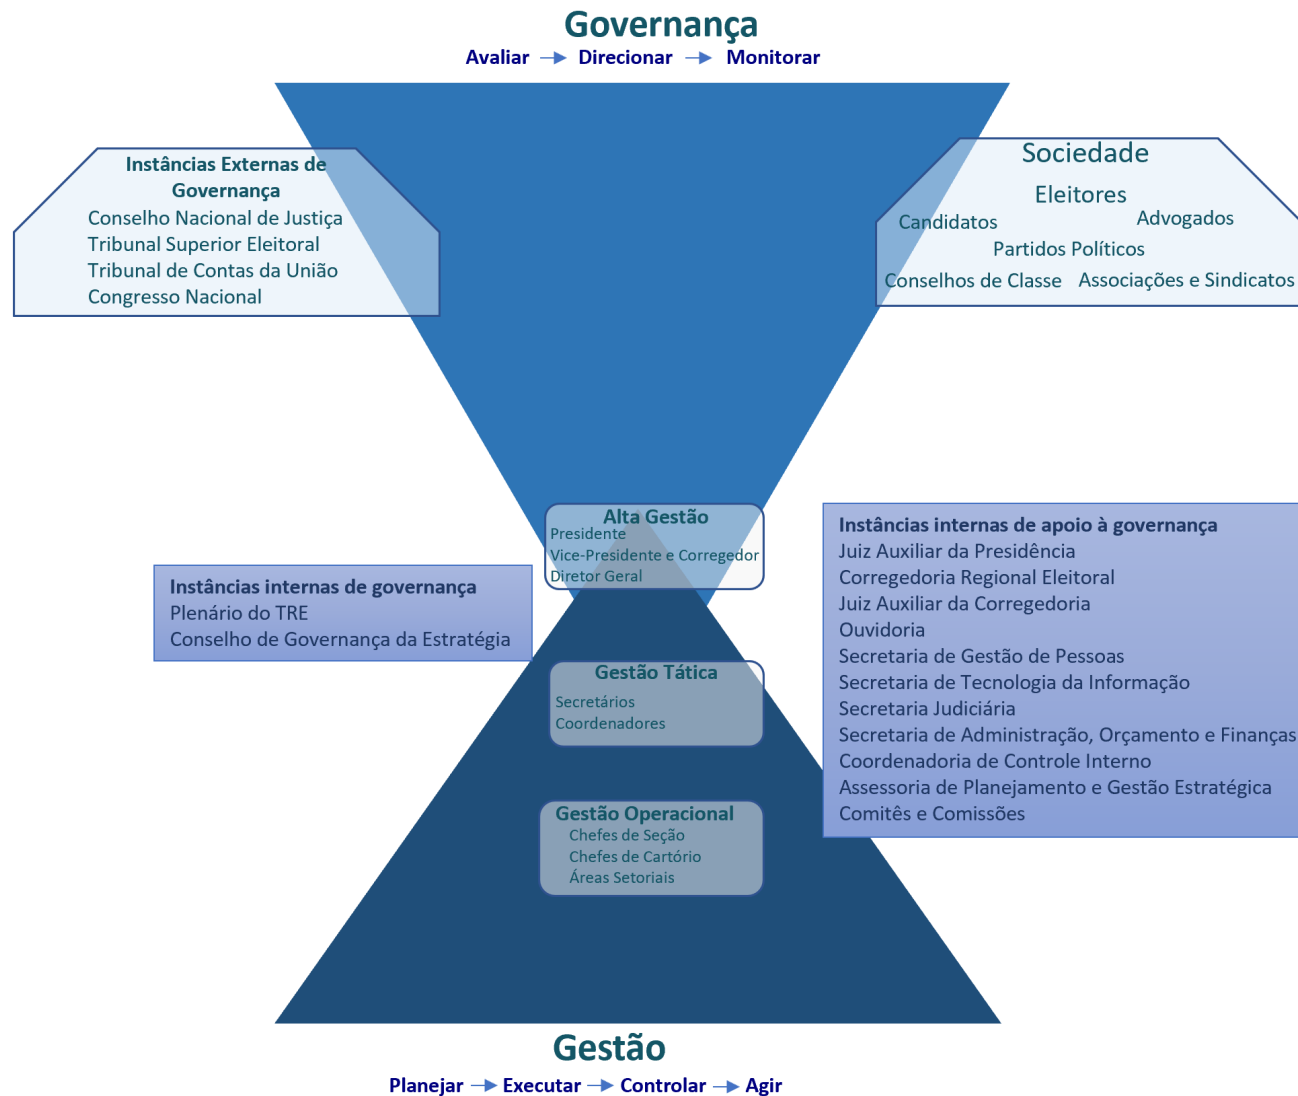 Governança
Avaliar → Direcionar → Monitorar
Instâncias Externas de
Governança
Conselho Nacional de Justiça
Tribunal Superior Eleitoral
Tribunal de Contas da União
Congresso Nacional
Sociedade
Eleitores
Candidatos
Advogados
Partidos Políticos
Conselhos de Classe
Associações e Sindicatos
Alta Gestão
Presidente
Vice-Presidente e Corregedor
Diretor Geral
Instâncias internas de governança
Plenário do TRE
Conselho de Governança da Estratégia
Instâncias internas de apoio à governança
Juiz Auxiliar da Presidência
Corregedoria Regional Eleitoral
Juiz Auxiliar da Corregedoria
Ouvidoria
Secretaria de Gestão de Pessoas
Secretaria de Tecnologia da Informação
Secretaria Judiciária
Secretaria de Administração, Orçamento e Finanças
Coordenadoria de Controle Interno
Assessoria de Planejamento e Gestão Estratégica
Comitês e Comissões
Gestão Tática
Secretários
Coordenadores
Gestão Operacional
Chefes de Seção
Chefes de Cartório
Áreas Setoriais
Gestão
Planejar → Executar → Controlar → Agir